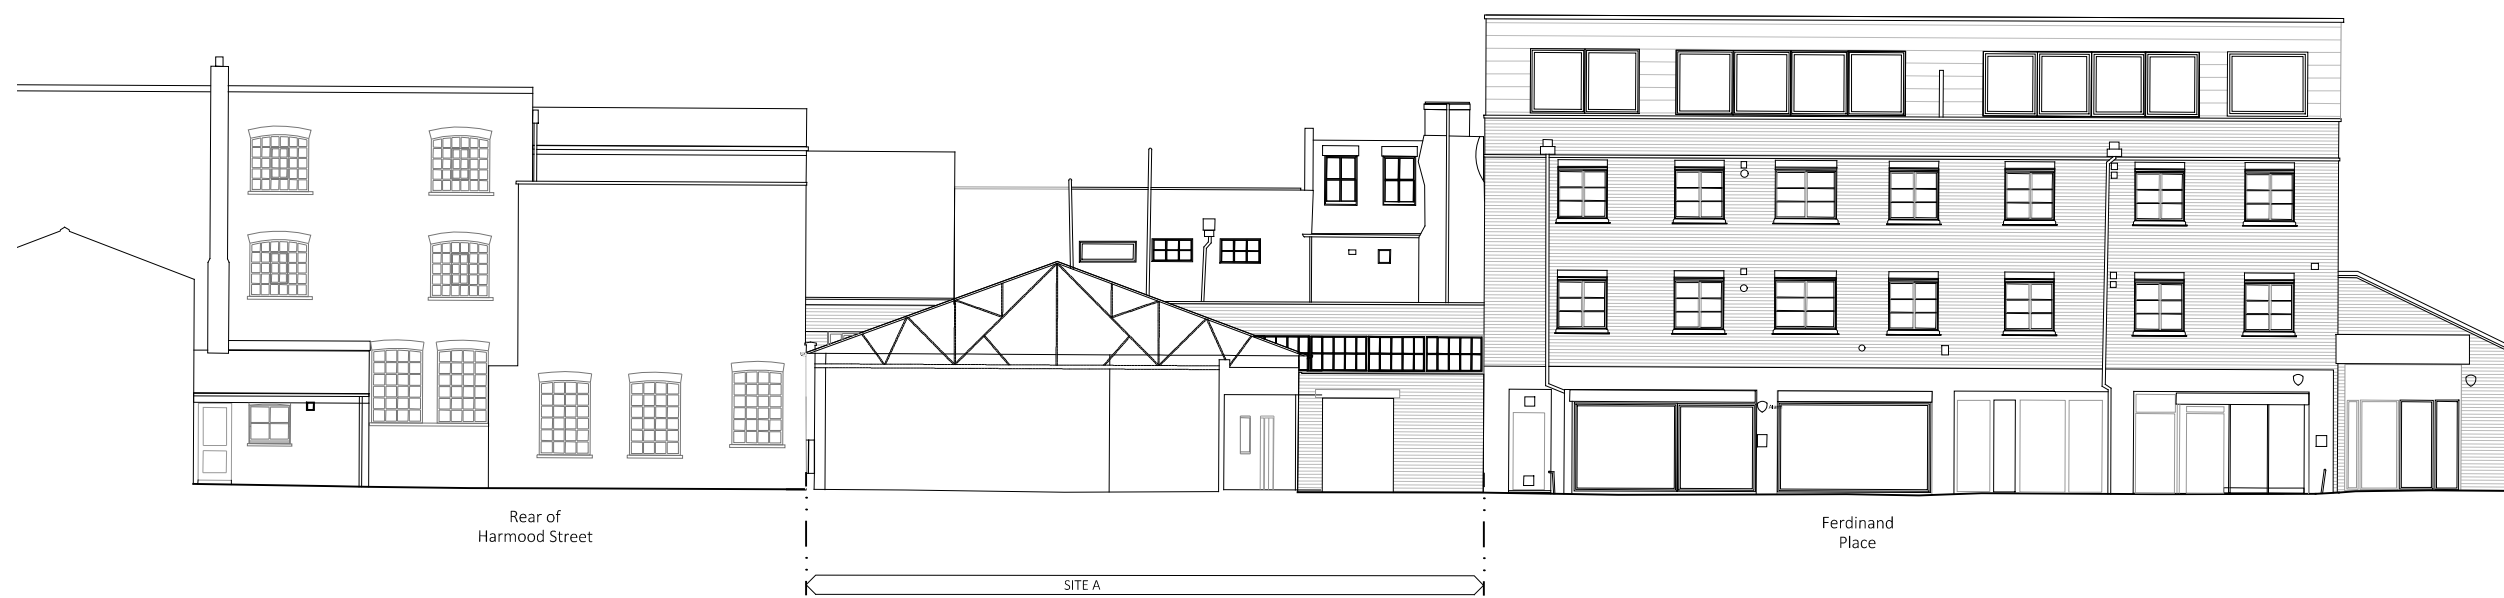 Rear of
Harmood Street
SITE A
Ferdinand
Place